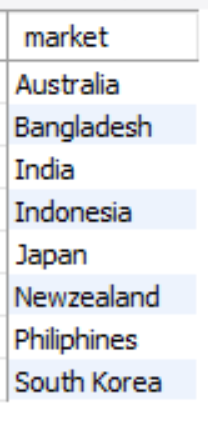 market
Australia
Bangladesh
India
Indonesia
Japan
Newzealand
Philiphines
South Korea